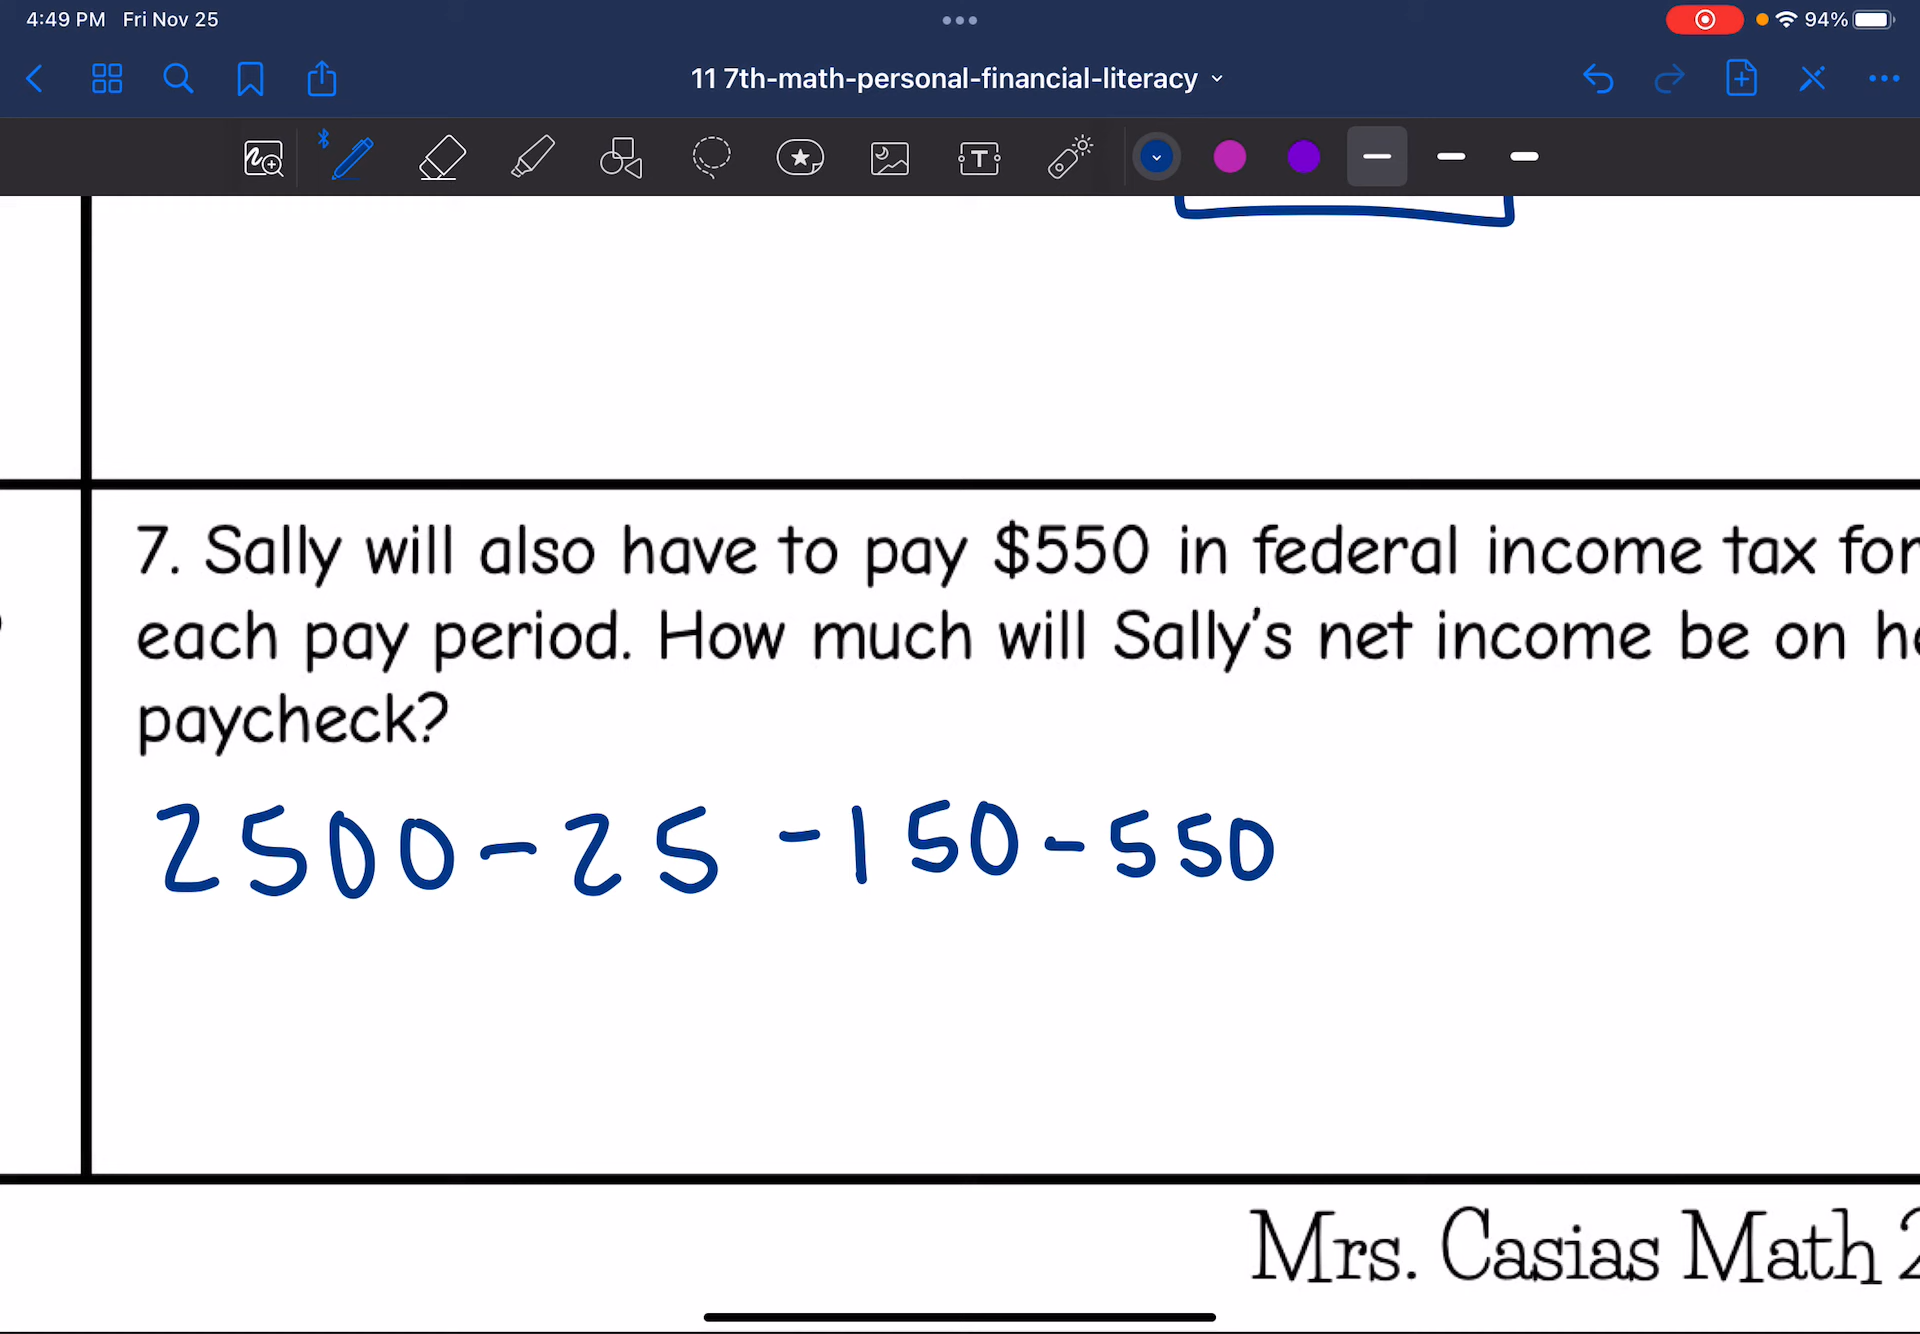 4:49 PM Fri Nov 25
94%
11 7th-math-personal-financial-literacy
T
7. Sally will also have to pay $550 in federal income tax for
each pay period. How much will Sally's net income be on
paycheck?
2500-25 -150-550
Mrs. Casias Math